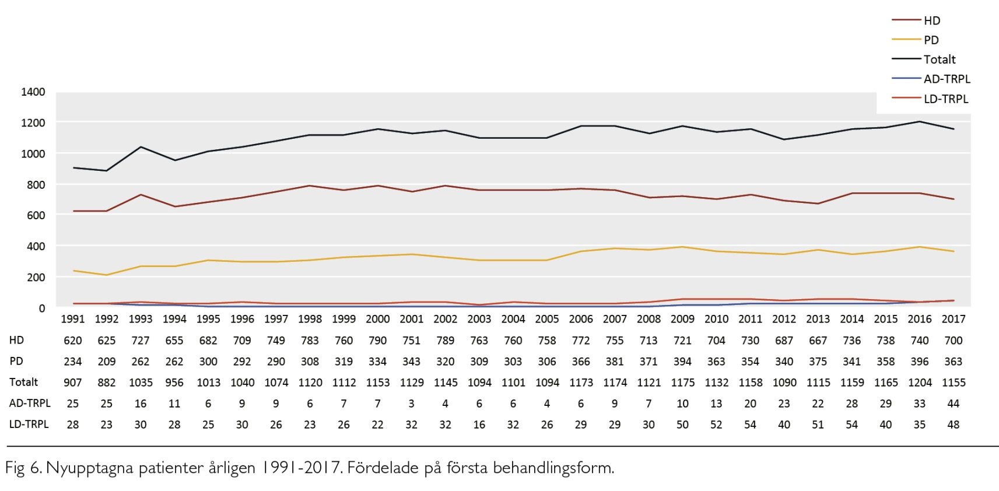 HD
PD
Totalt
AD-TRPL
LD-TRPL
1400
1200
1000
800
600
400
200
0
1991 1992 1993 1994 1995 1996 1997 1998 1999 2000 2001 2002 2003 2004 2005 2006 2007 2008 2009 2010 2011 2012 2013 2014 2015 2016 2017
HD 620 625 727 655 682 709 749 783 760 790 751 789 763 760 758 772 755 713 721 704 730 687 667 736 738 740 700
PD 234 209 262 262 300 292 290 308 319 334 343 320 309 303 306 366 381 371 394 363 354 340 375 341 358 396 363
Totalt 907 882 1035 956 1013 1040 1074 1120 1112 1153 1129 1145 1094 1101 1094 1173 1174 1121 1175 1132 1158 1090 1115 1159 1165 1204 1155
AD-TRPL 25 25 16 11 6 9 9 6 7 7 3 4 6 6 4 6 9 7 10 13 20 23 22 28 29 33 44
LD-TRPL 28 23 30 28 25 30 26 23 26 22 32 32 16 32 26 29 29 30 50 52 54 40 51 54 40 35 48
Fig 6. Nyupptagna patienter årligen 1991-2017. Fördelade på första behandlingsform.